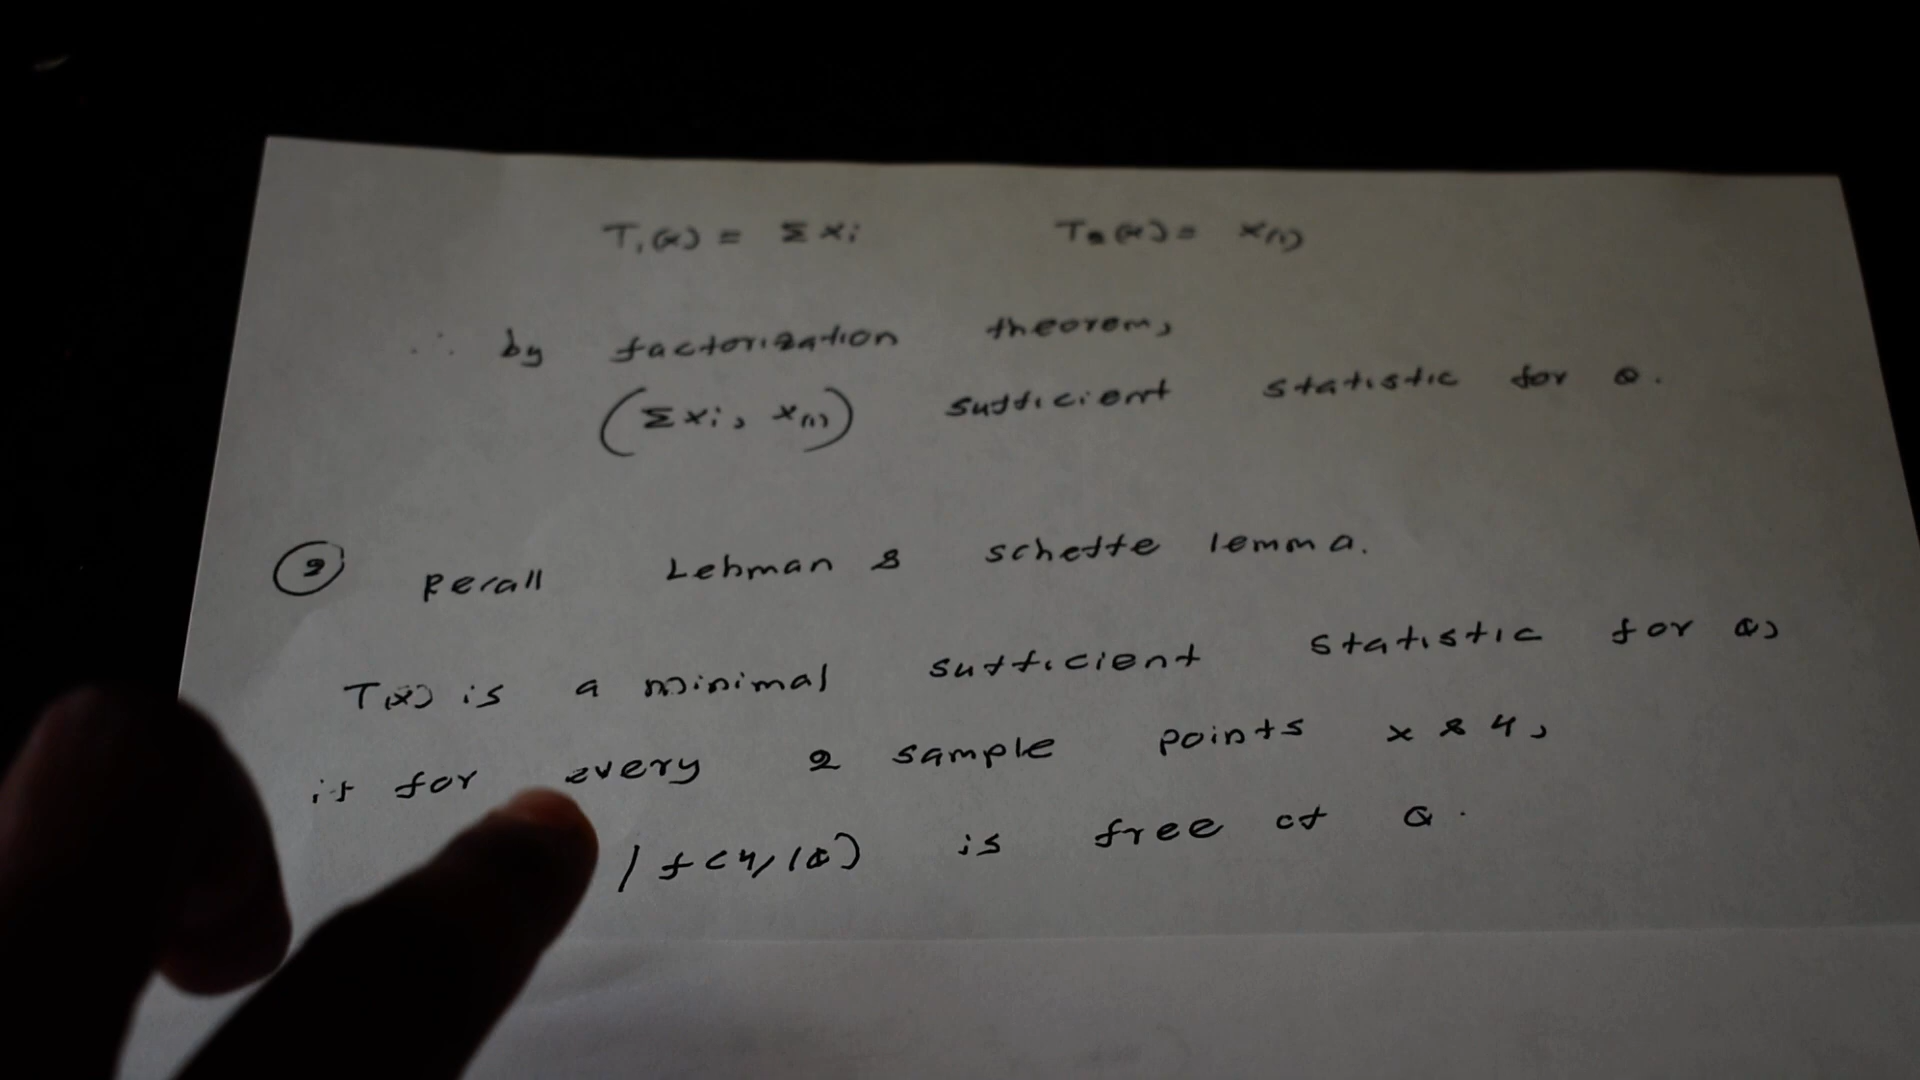 T₁(x) = Σxi T₂(x) = x(1)
∴ by factorization theorem,
(Σxi, x(1)) sufficient statistic for θ.
② Recall Lehman & scheffe lemma.
T(x) is a minimal sufficient statistic for θ,
if for every 2 sample points x & y,
/ f(y|θ) is free of θ.